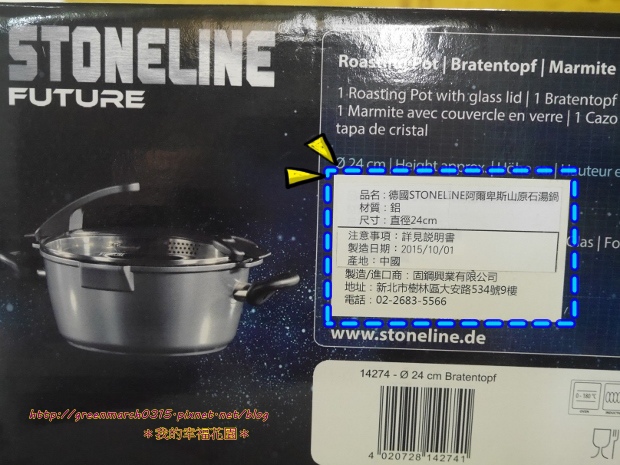 STONELINE
FUTURE
Roasting Pot | Bratentopf | Marmite
1 Roasting Pot with glass lid | 1 Bratentopf
1 Marmite avec couvercle en verre | 1 Cazo
tapa de cristal
Ø 24 cm | Height approx.
品名：德國STONELINE阿爾卑斯山原石湯鍋
材質：鋁
尺寸：直徑24cm
注意事項：詳見說明書
製造日期：2015/10/01
產地：中國
製造/進口商：固鋼興業有限公司
地址：新北市樹林區大安路534號9樓
電話：02-2683-5566
www.stoneline.de
14274 - Ø 24 cm Bratentopf
4 020728 142741
http://greenmarsh0315.pixnet.net/blog
＊我的幸福花園＊